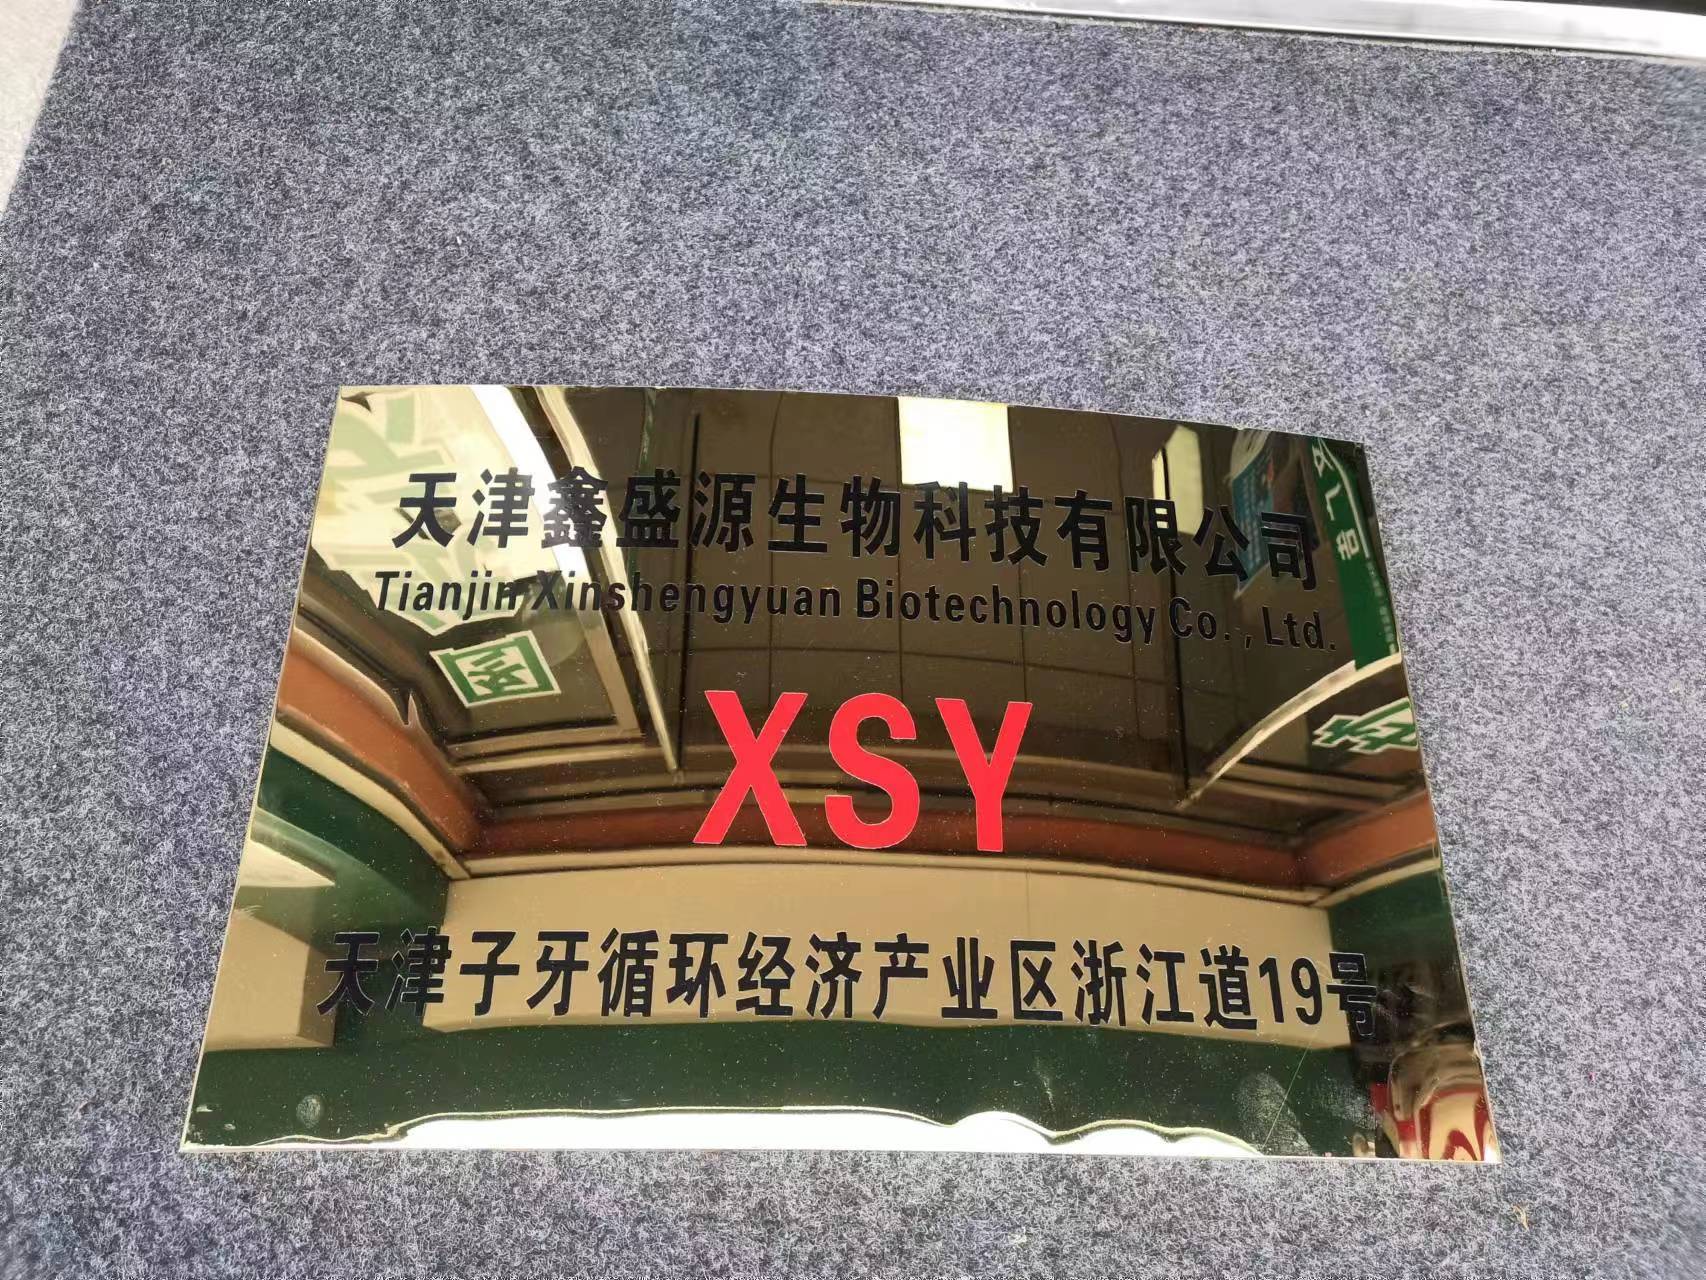 天津鑫盛源生物科技有限公司
Tianjin Xinshengyuan Biotechnology Co., Ltd.
XSY
天津子牙循环经济产业区浙江道19号